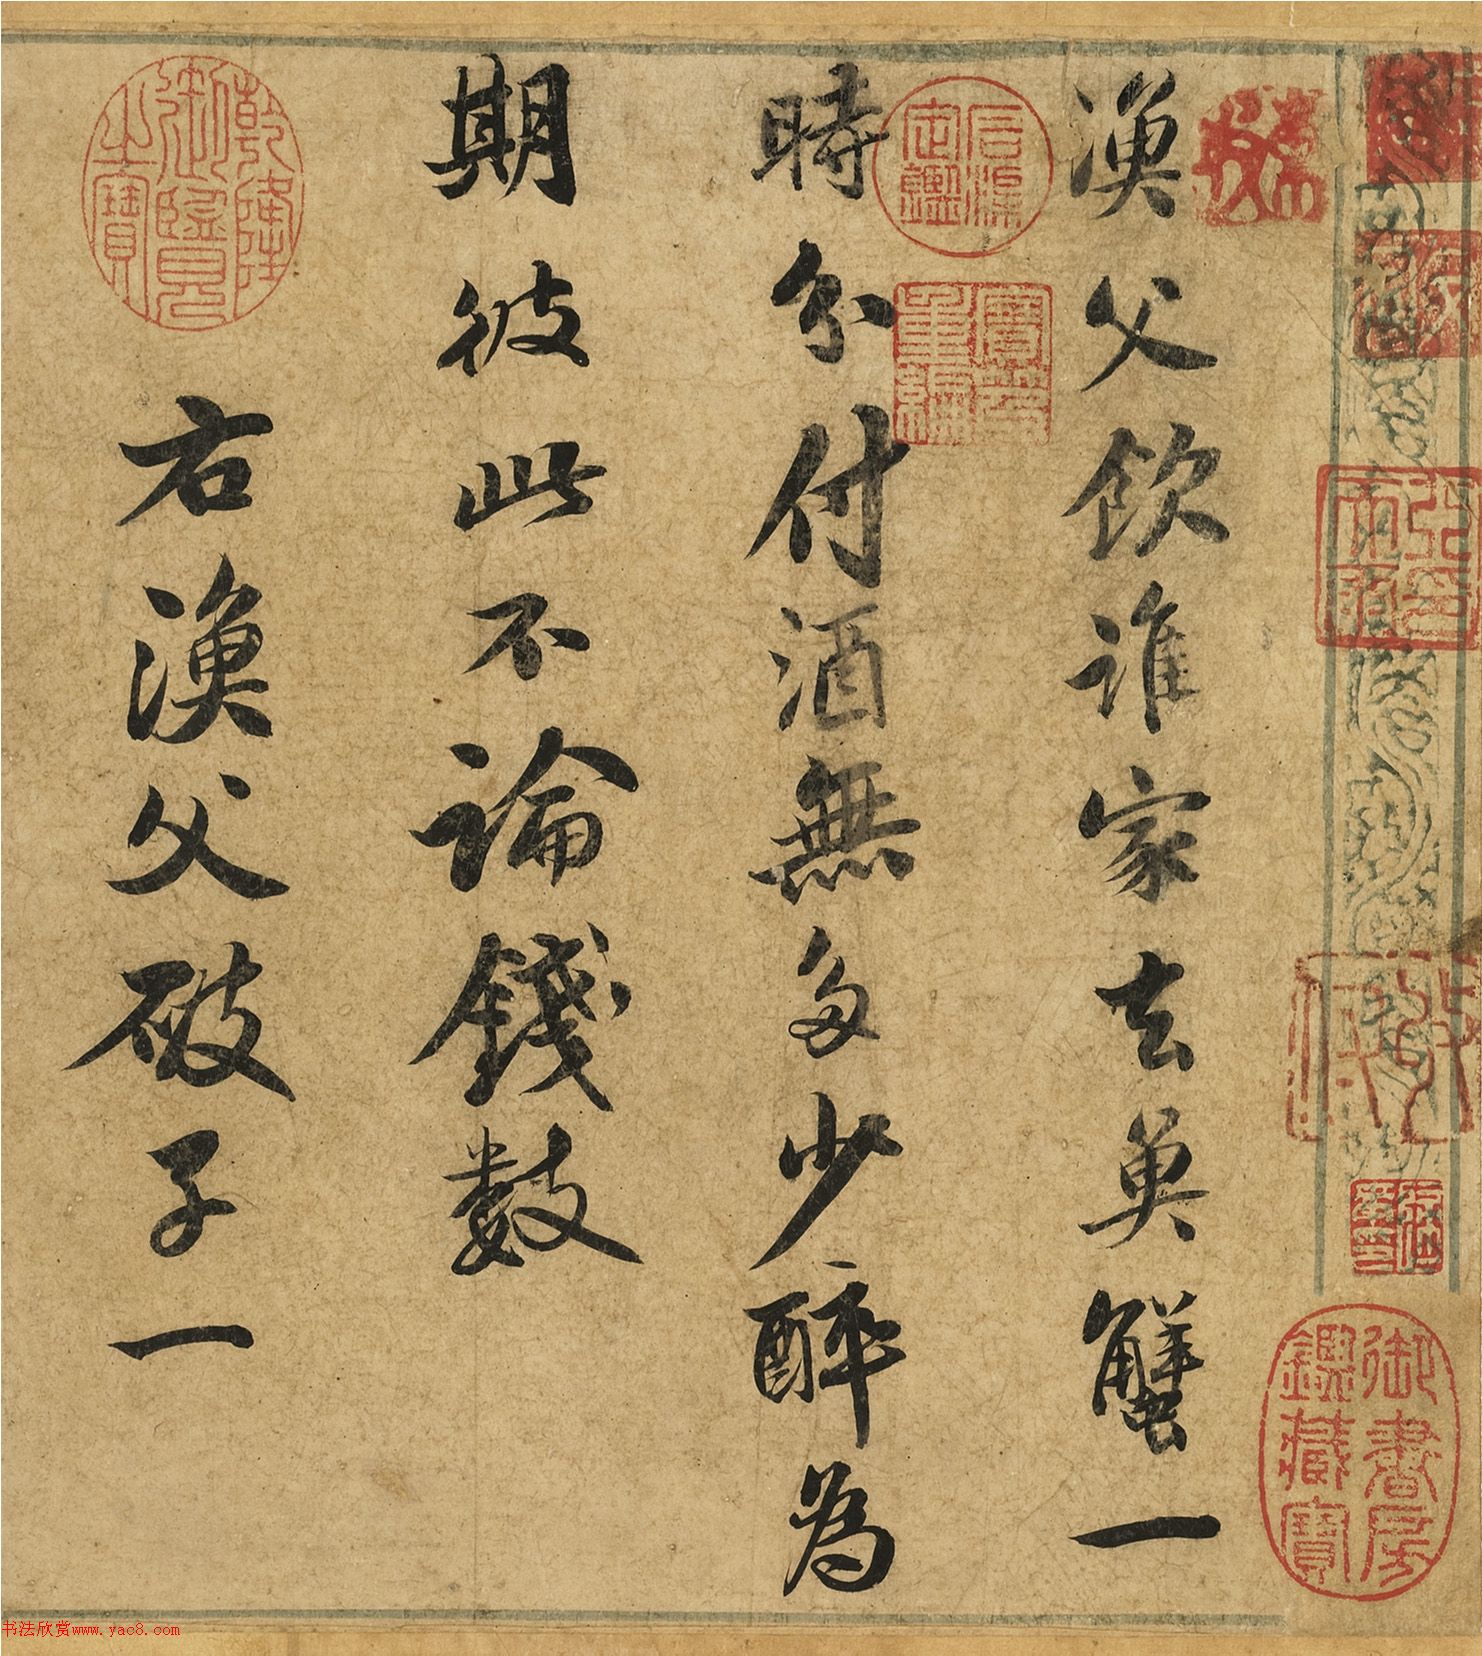 漁父飲誰家去魚蟹一
時分付酒無多少醉為
期彼此不論錢數
右漁父破子一
乾隆御覽之寶
石渠定鑑
寶笈重編
御書房鑑藏寶
书法欣赏www.yac8.com